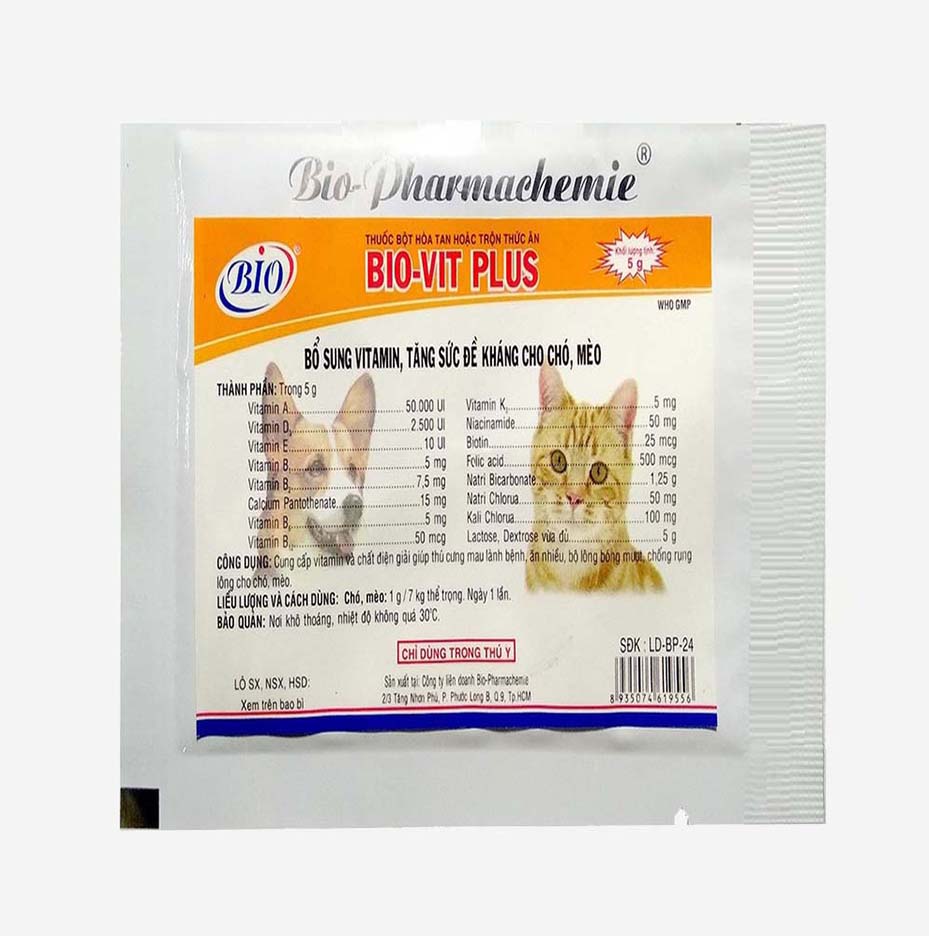 Bio-Pharmachemie®
BIO®
THUỐC BỘT HÒA TAN HOẶC TRỘN THỨC ĂN
BIO-VIT PLUS
Khối lượng tịnh
5 g
WHO GMP
BỔ SUNG VITAMIN, TĂNG SỨC ĐỀ KHÁNG CHO CHÓ, MÈO
THÀNH PHẦN: Trong 5 g
Vitamin A 50.000 UI
Vitamin D3 2.500 UI
Vitamin E 10 UI
Vitamin B1 5 mg
Vitamin B2 7,5 mg
Calcium Pantothenate 15 mg
Vitamin B6 5 mg
Vitamin B12 50 mcg
Vitamin K3 5 mg
Niacinamide 50 mg
Biotin 25 mcg
Folic acid 500 mcg
Natri Bicarbonate 1,25 g
Natri Chlorua 50 mg
Kali Chlorua 100 mg
Lactose, Dextrose vừa đủ 5 g
CÔNG DỤNG: Cung cấp vitamin và chất điện giải giúp thú cưng mau lành bệnh, ăn nhiều, bộ lông bóng mượt, chống rụng
lông cho chó, mèo.
LIỀU LƯỢNG VÀ CÁCH DÙNG: Chó, mèo: 1 g / 7 kg thể trọng. Ngày 1 lần.
BẢO QUẢN: Nơi khô thoáng, nhiệt độ không quá 30°C.
CHỈ DÙNG TRONG THÚ Y
SĐK : LD-BP-24
LÔ SX, NSX, HSD:
Xem trên bao bì
Sản xuất tại: Công ty liên doanh Bio-Pharmachemie
2/3 Tăng Nhơn Phú, P. Phước Long B, Q.9, Tp.HCM
8 935074 619556